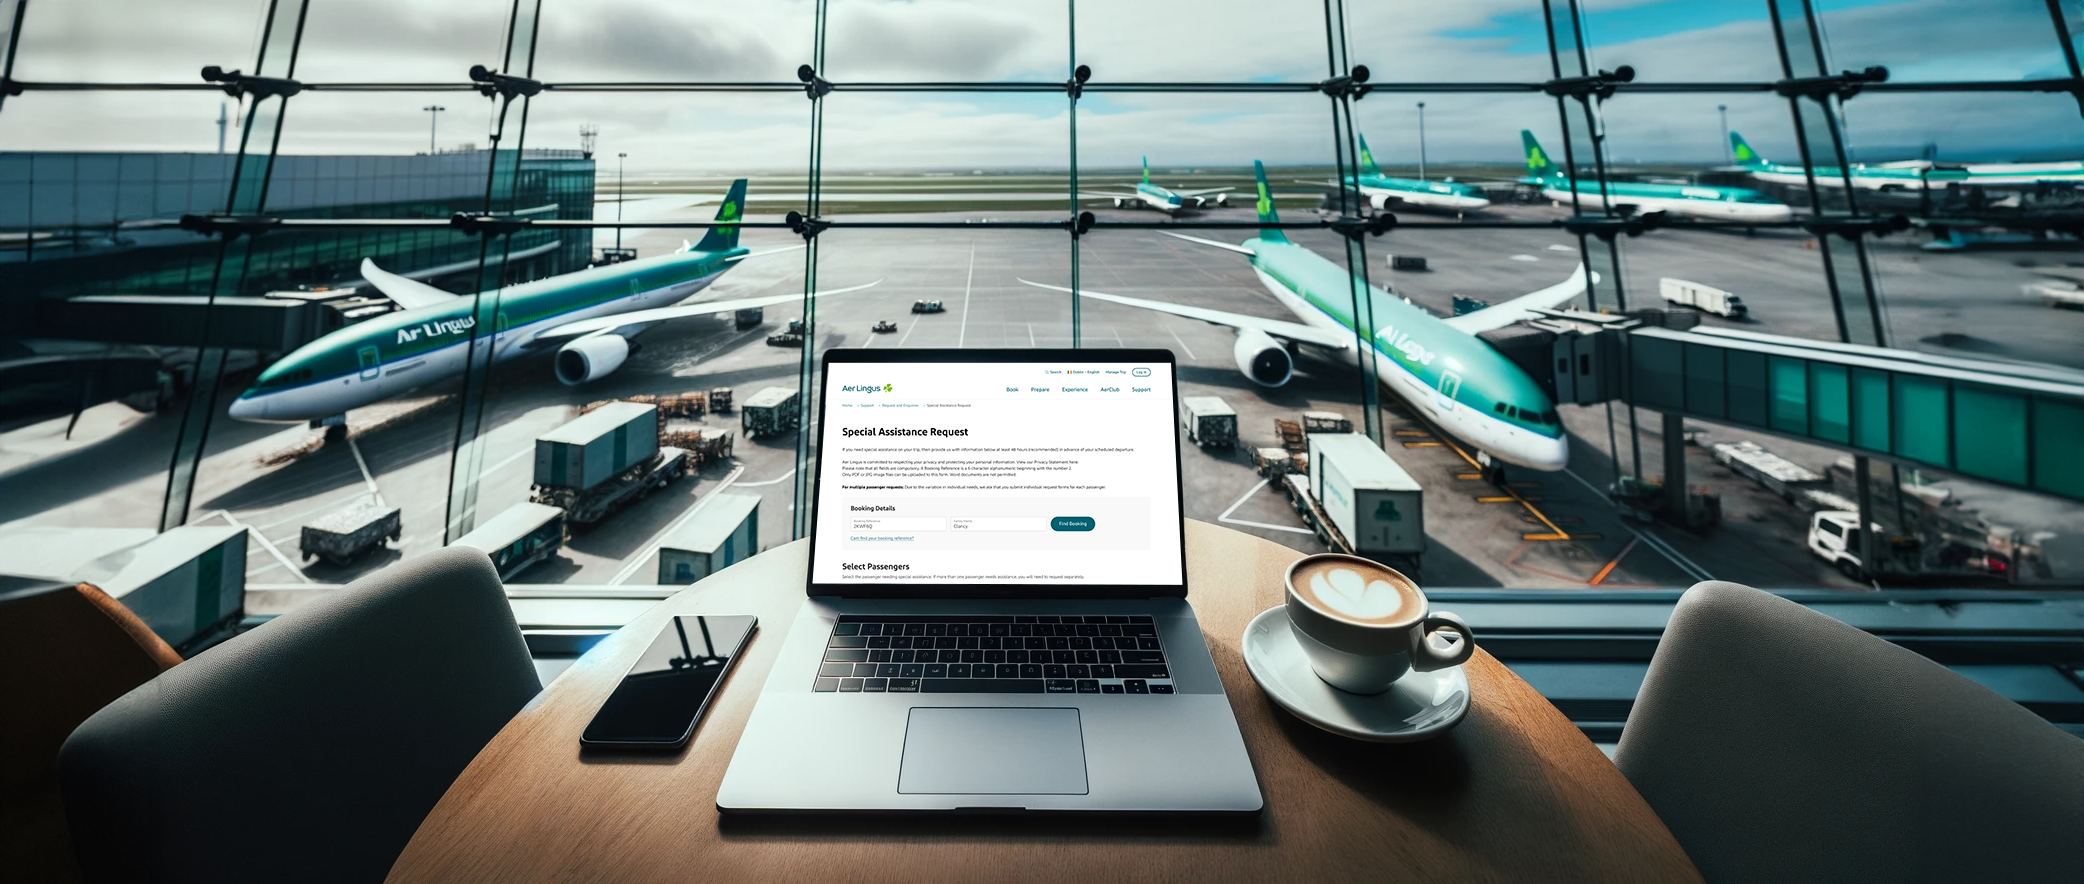 Ar Lingus
Aer Lingus
Search
Dublin - English
Manage Trip
Log in
Book
Prepare
Experience
AerClub
Support
Home > Support > Request and Enquiries > Special Assistance Request
Special Assistance Request
If you need special assistance on your trip, then provide us with information below at least 48 hours (recommended) in advance of your scheduled departure.
Aer Lingus is committed to respecting your privacy and protecting your personal information. View our Privacy Statement here.
Please note that all fields are compulsory. A Booking Reference is a 6 character alphanumeric beginning with the number 2.
Only PDF or JPG image files can be uploaded to this form. Word documents are not permitted.
For multiple passenger requests: Due to the variation in individual needs, we ask that you submit individual request forms for each passenger.
Booking Details
Booking Reference
2KWF6Q
Family Name
Clancy
Find Booking
Cant find your booking reference?
Select Passengers
Select the passenger needing special assistance. If more than one passenger needs assistance, you will need to request separately.